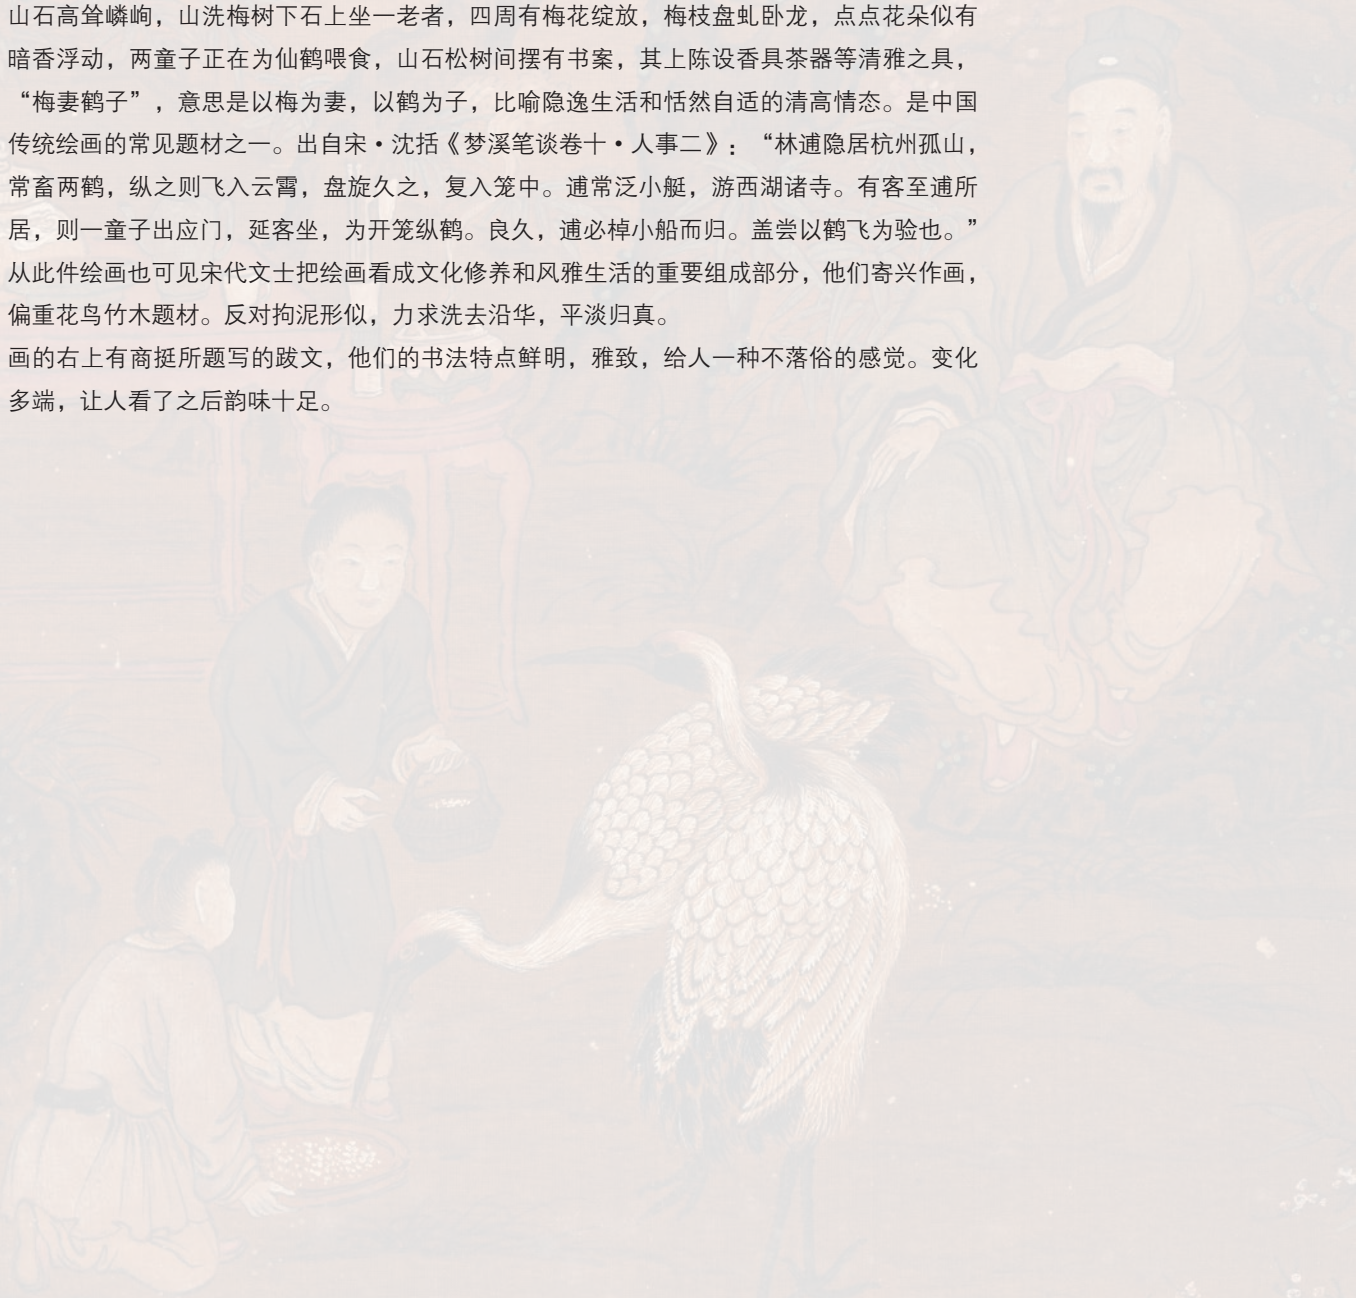 山石高耸嶙峋，山洗梅树下石上坐一老者，四周有梅花绽放，梅枝盘虬卧龙，点点花朵似有
暗香浮动，两童子正在为仙鹤喂食，山石松树间摆有书案，其上陈设香具茶器等清雅之具，
“梅妻鹤子”，意思是以梅为妻，以鹤为子，比喻隐逸生活和恬然自适的清高情态。是中国
传统绘画的常见题材之一。出自宋·沈括《梦溪笔谈卷十·人事二》：“林逋隐居杭州孤山，
常畜两鹤，纵之则飞入云霄，盘旋久之，复入笼中。逋常泛小艇，游西湖诸寺。有客至逋所
居，则一童子出应门，延客坐，为开笼纵鹤。良久，逋必棹小船而归。盖尝以鹤飞为验也。”
从此件绘画也可见宋代文士把绘画看成文化修养和风雅生活的重要组成部分，他们寄兴作画，
偏重花鸟竹木题材。反对拘泥形似，力求洗去沿华，平淡归真。
画的右上有商挺所题写的跋文，他们的书法特点鲜明，雅致，给人一种不落俗的感觉。变化
多端，让人看了之后韵味十足。